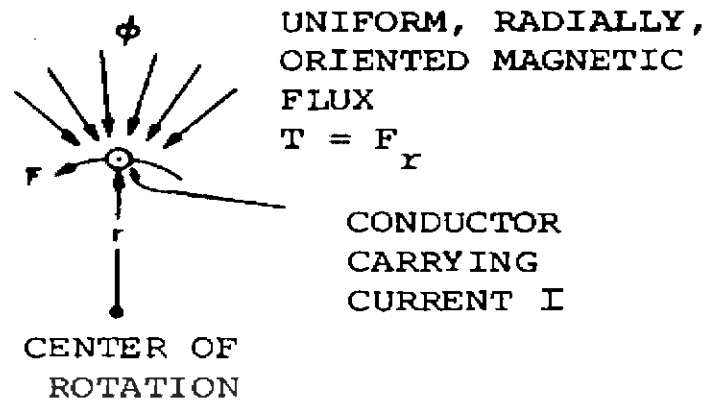 ϕ
UNIFORM, RADIALLY,
ORIENTED MAGNETIC
FLUX
T = F_r
F
r
CONDUCTOR
CARRYING
CURRENT I
CENTER OF
ROTATION